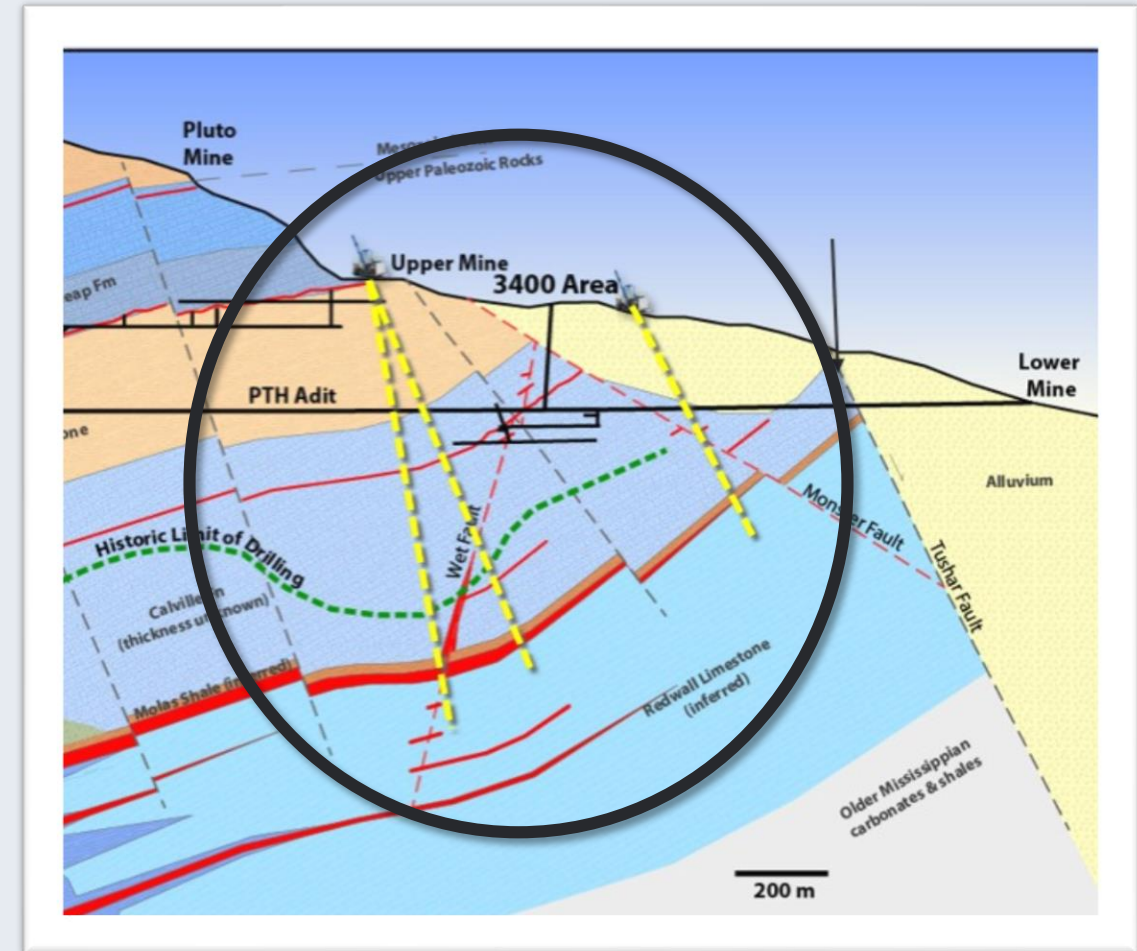 Pluto
Mine
Upper Paleozoic Rocks
Upper Mine
3400 Area
eap Fm
Lower
Mine
PTH Adit
one
Alluvium
Monster Fault
Wet Fault
Historic Limit of Drilling
Tushar Fault
Calville
(thickness unknown)
Molas Shale (inferred)
Redwall Limestone
(inferred)
Older Mississippian
carbonates & shales
200 m